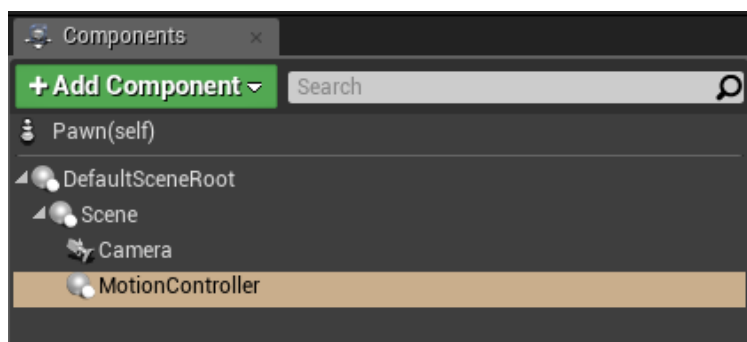 Components
+ Add Component
Search
Pawn(self)
DefaultSceneRoot
Scene
Camera
MotionController